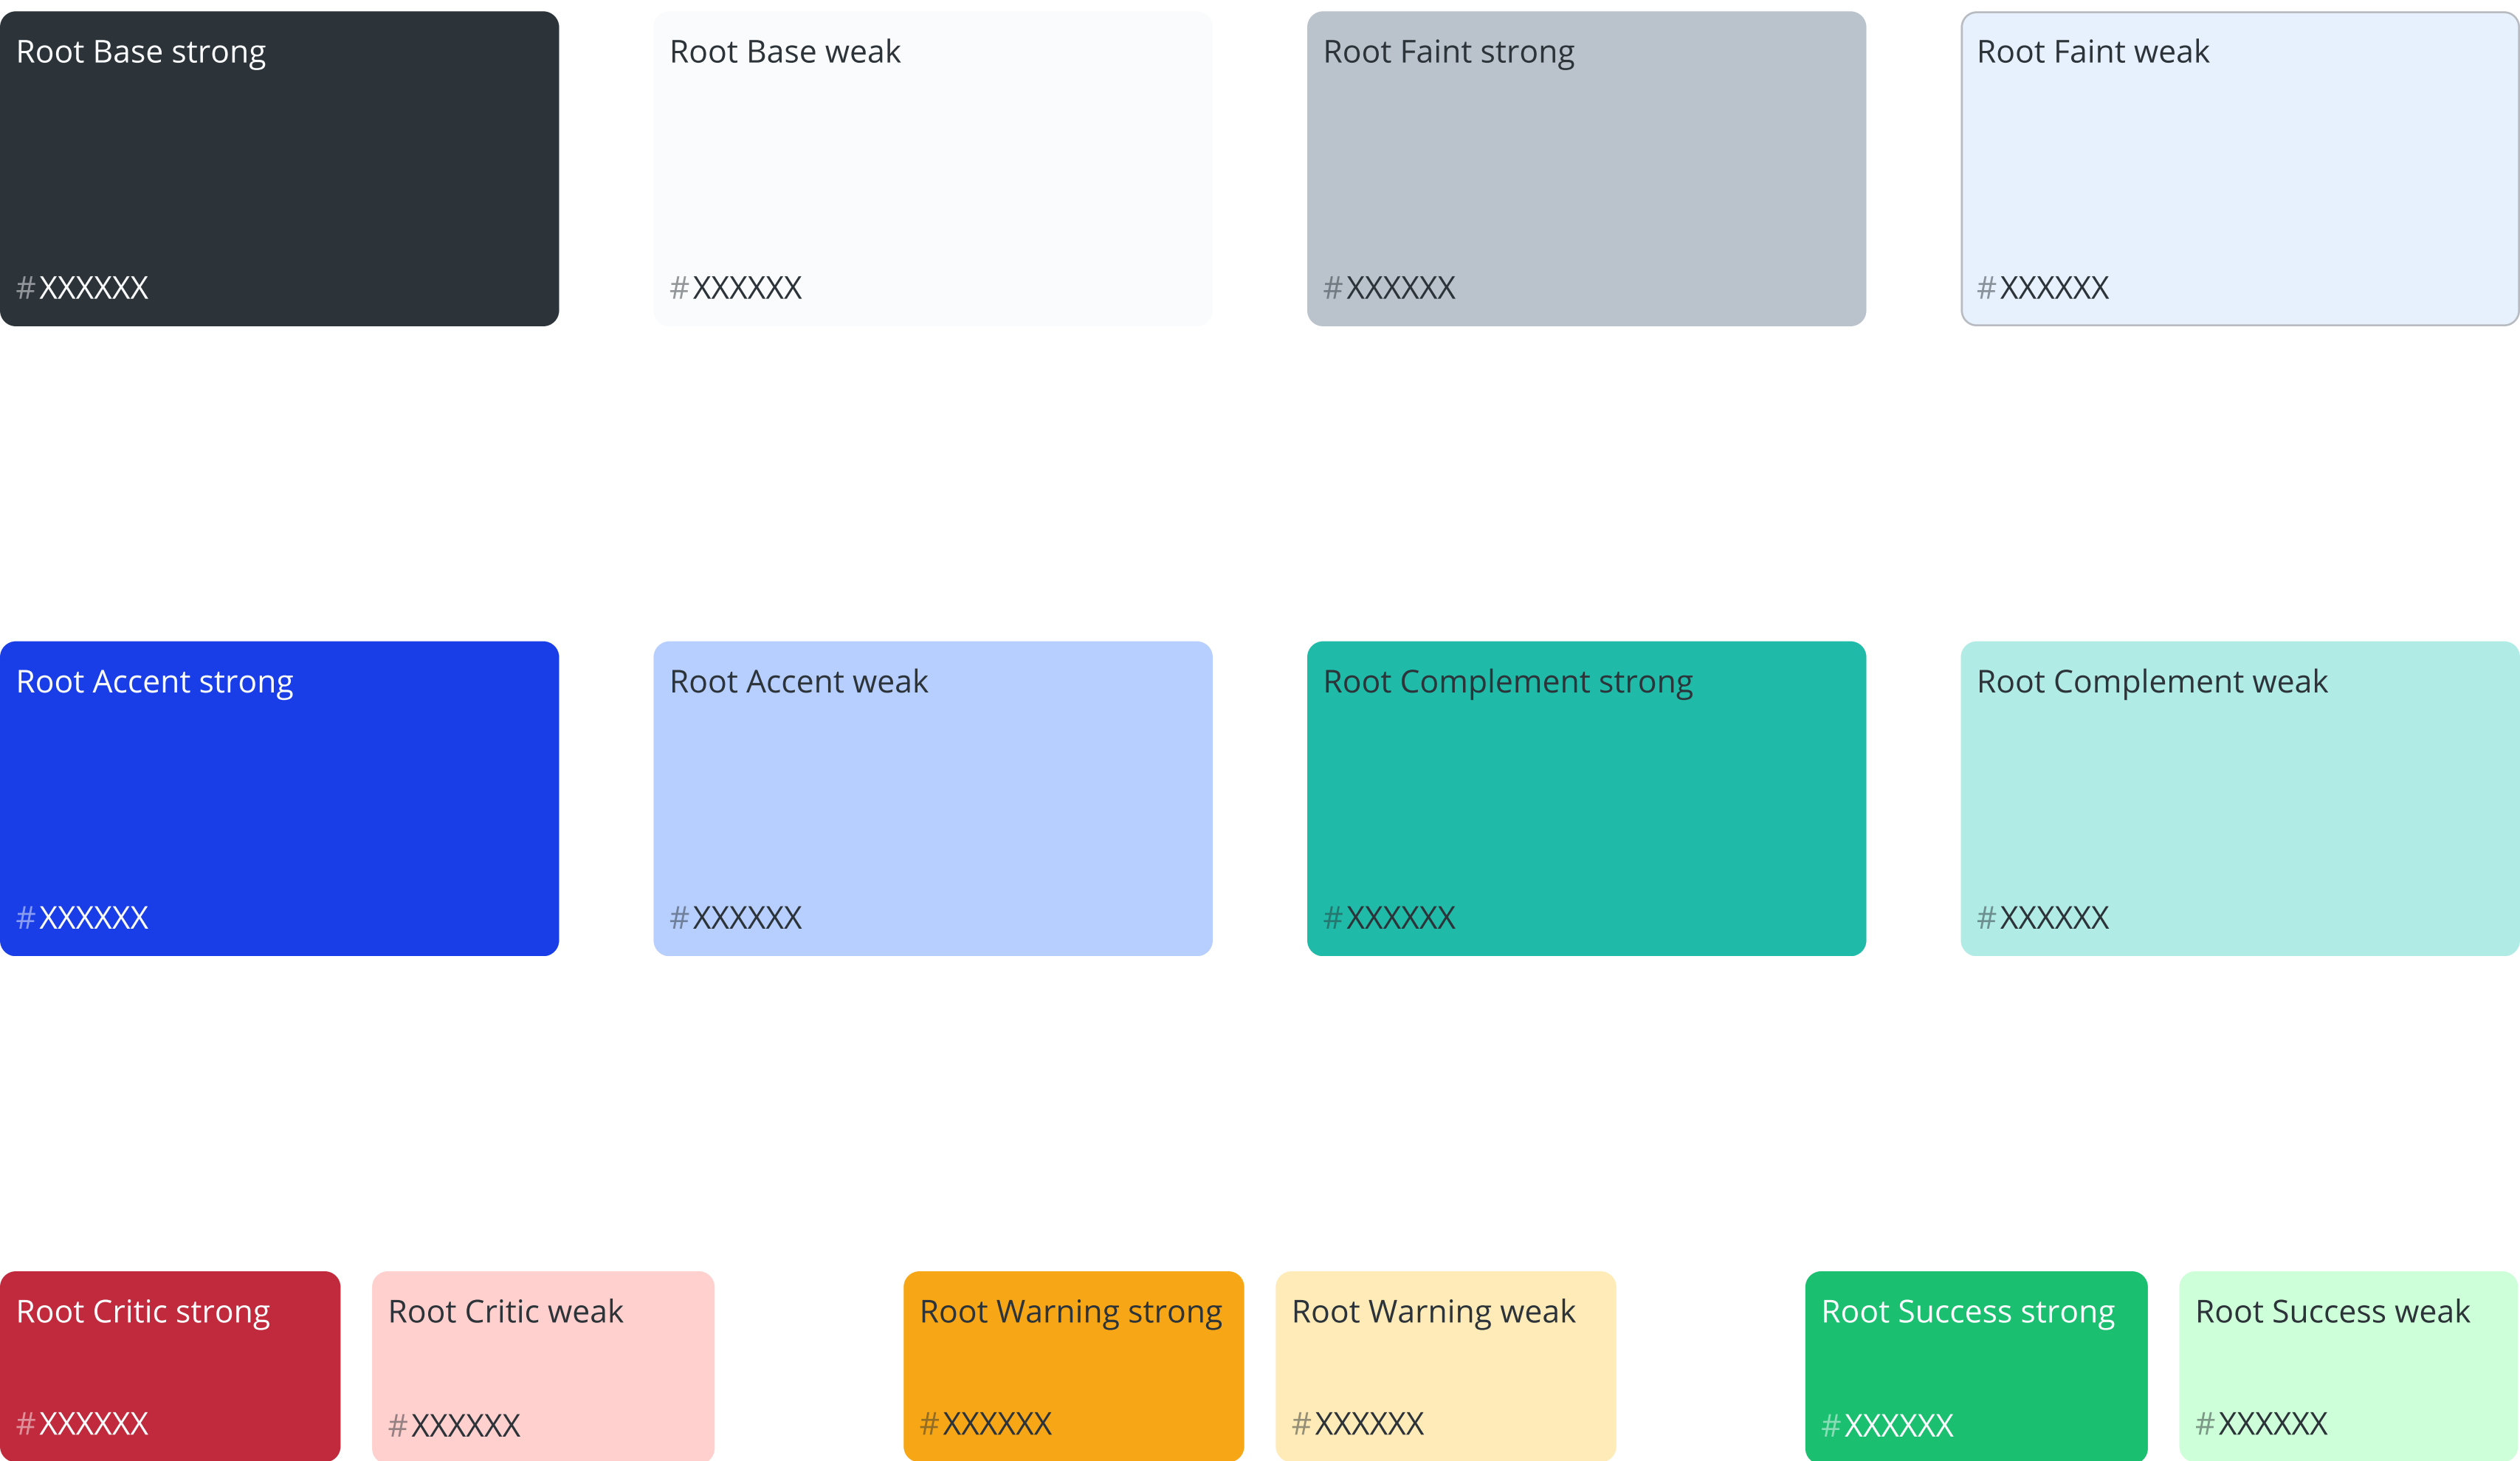 Root Base strong
#XXXXXX
Root Base weak
#XXXXXX
Root Faint strong
#XXXXXX
Root Faint weak
#XXXXXX
Root Accent strong
#XXXXXX
Root Accent weak
#XXXXXX
Root Complement strong
#XXXXXX
Root Complement weak
#XXXXXX
Root Critic strong
#XXXXXX
Root Critic weak
#XXXXXX
Root Warning strong
#XXXXXX
Root Warning weak
#XXXXXX
Root Success strong
#XXXXXX
Root Success weak
#XXXXXX